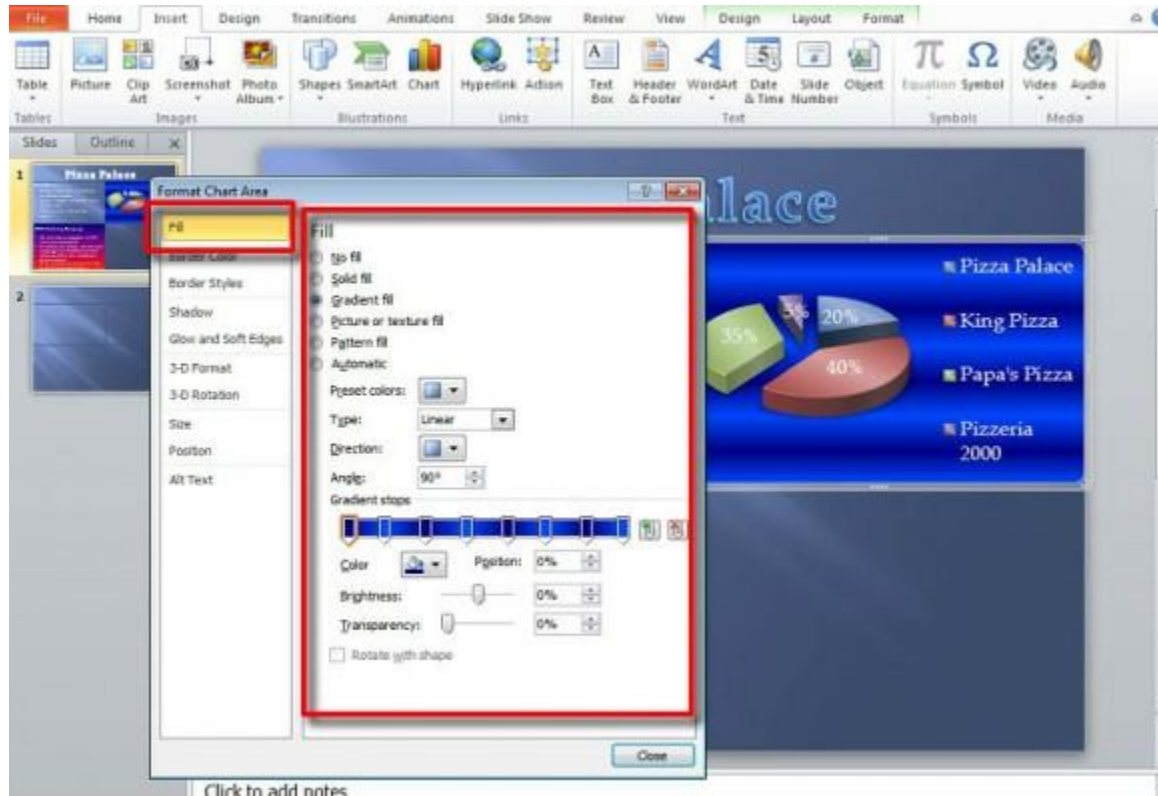 File Home Insert Design Transitions Animations Slide Show Review View Design Layout Format
Table Picture Clip Art Screenshot Photo Album Shapes SmartArt Chart Hyperlink Action Text Box Header & Footer WordArt Date & Time Slide Number Object Equation Symbol Video Audio
Tables Images Illustrations Links Text Symbols Media
Slides Outline
1
Pizza Palace
2
Format Chart Area
Fill
Border Color
Border Styles
Shadow
Glow and Soft Edges
3-D Format
3-D Rotation
Size
Position
Alt Text
Fill
No fill
Solid fill
Gradient fill
Picture or texture fill
Pattern fill
Automatic
Preset colors:
Type: Linear
Direction:
Angle: 90°
Gradient stops
Color Position: 0%
Brightness: 0%
Transparency: 0%
Rotate with shape
Close
alace
35% 5% 20%
40%
Pizza Palace
King Pizza
Papa's Pizza
Pizzeria
2000
Click to add notes